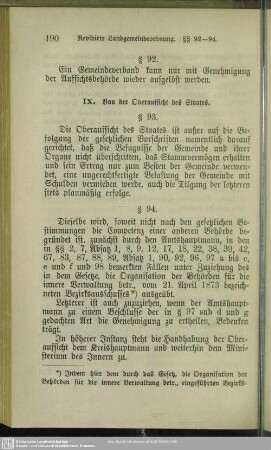 190 Revidirte Landgemeindeordnung. §§ 92—94.
§ 92.
Ein Gemeindeverband kann nur mit Genehmigung
der Aufsichtsbehörde wieder aufgelöst werden.
IX. Von der Oberaufsicht des Staates.
§ 93.
Die Oberaufsicht des Staates ist außer auf die Be-
folgung der gesetzlichen Vorschriften namentlich darauf
gerichtet, daß die Befugnisse der Gemeinde und ihrer
Organe nicht überschritten, das Stammvermögen erhalten
und sein Ertrag nur zum Besten der Gemeinde verwen-
det, eine ungerechtfertigte Belastung der Gemeinde mit
Schulden vermieden werde, auch die Tilgung der letzteren
stets planmäßig erfolge.
§ 94.
Dieselbe wird, soweit nicht nach den gesetzlichen Be-
stimmungen die Competenz einer anderen Behörde be-
gründet ist, zunächst durch den Amtshauptmann, in den
in §§ 2, 7, Absatz 1, 8, 9, 12, 17, 18, 22, 38, 39, 42,
67, 83, 87, 88, 89, Absatz 1, 90, 92, 96, 97 a bis c,
e und f und 98 bemerkten Fällen unter Zuziehung des
in dem Gesetze, die Organisation der Behörden für die
innere Verwaltung betr., vom 21. April 1873 bezeich-
neten Bezirksausschusses*) ausgeübt.
Letzterer ist auch zuzuziehen, wenn der Amtshaupt-
mann zu einem Beschlusse der in § 97 sub d und g
gedachten Art die Genehmigung zu ertheilen, Bedenken
trägt.
In höherer Instanz steht die Handhabung der Ober-
aufsicht dem Kreishauptmann und weiterhin dem Mini-
sterium des Innern zu.
*) Indem hier dem durch das Gesetz, die Organisation der
Behörden für die innere Verwaltung betr., eingeführten Bezirks-